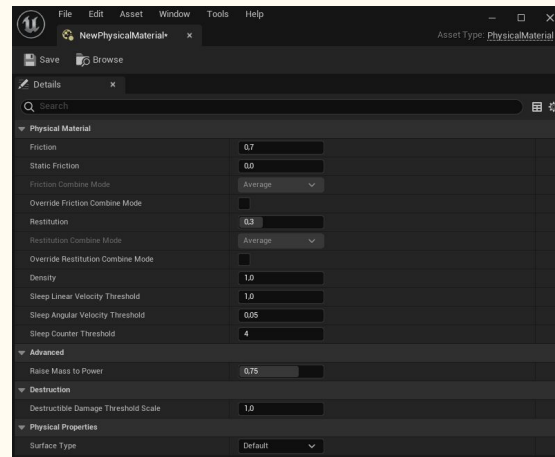 File Edit Asset Window Tools Help
NewPhysicalMaterial*
Asset Type: PhysicalMaterial
Save Browse
Details
Search
Physical Material
Friction 0,7
Static Friction 0,0
Friction Combine Mode Average
Override Friction Combine Mode
Restitution 0,3
Restitution Combine Mode Average
Override Restitution Combine Mode
Density 1,0
Sleep Linear Velocity Threshold 1,0
Sleep Angular Velocity Threshold 0,05
Sleep Counter Threshold 4
Advanced
Raise Mass to Power 0,75
Destruction
Destructible Damage Threshold Scale 1,0
Physical Properties
Surface Type Default